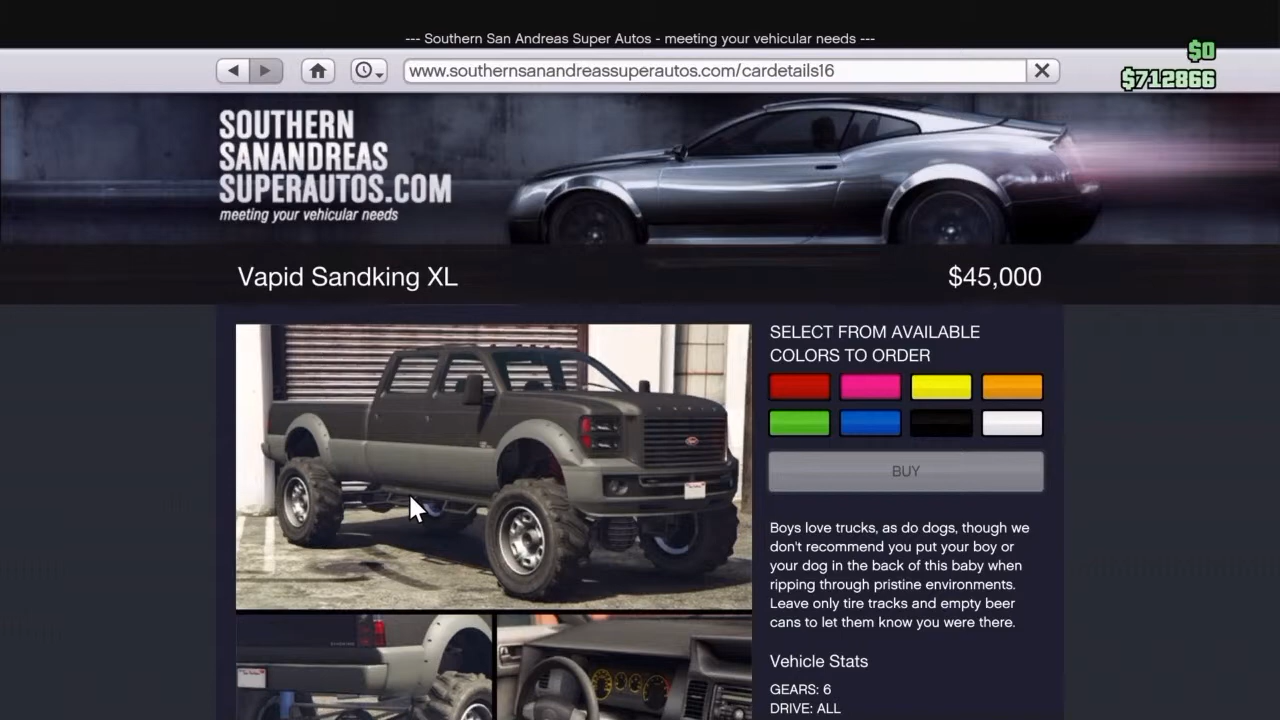 --- Southern San Andreas Super Autos - meeting your vehicular needs ---
$0
www.southernsanandreassuperautos.com/cardetails16
$712866
SOUTHERN
SANANDREAS
SUPERAUTOS.COM
meeting your vehicular needs
Vapid Sandking XL
$45,000
SELECT FROM AVAILABLE
COLORS TO ORDER
BUY
Boys love trucks, as do dogs, though we
don't recommend you put your boy or
your dog in the back of this baby when
ripping through pristine environments.
Leave only tire tracks and empty beer
cans to let them know you were there.
Vehicle Stats
GEARS: 6
DRIVE: ALL